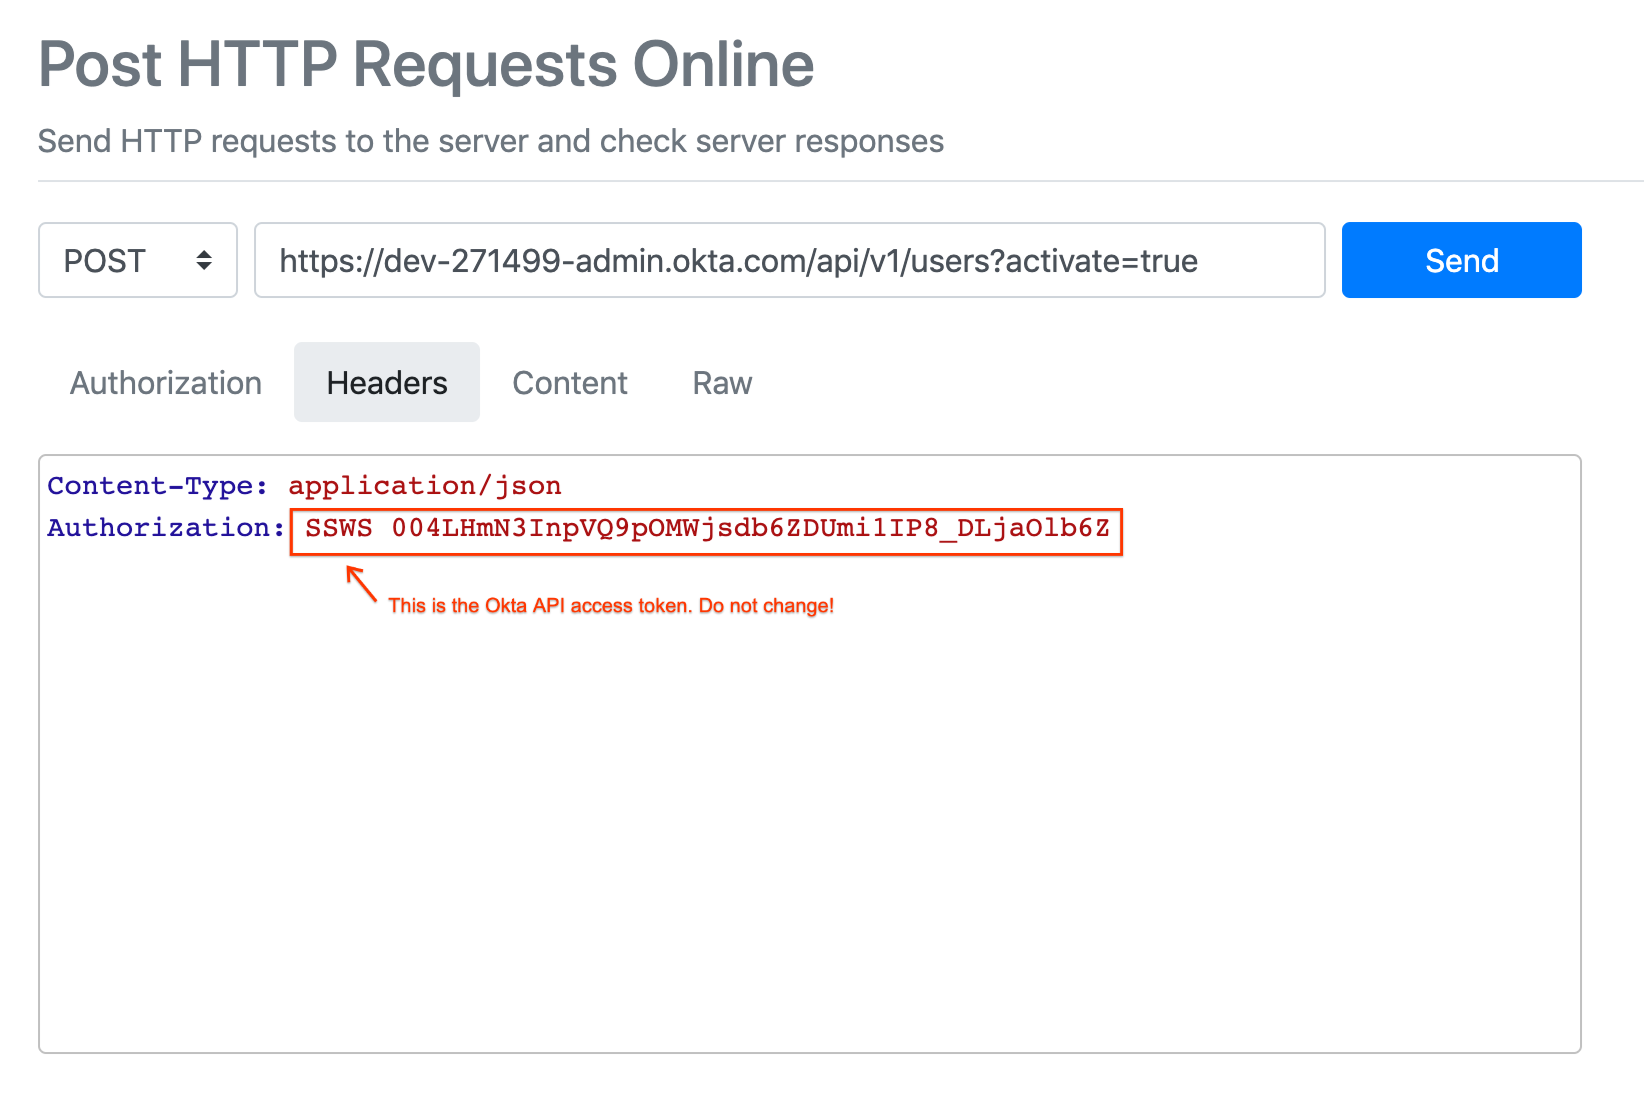 Post HTTP Requests Online
Send HTTP requests to the server and check server responses
POST https://dev-271499-admin.okta.com/api/v1/users?activate=true Send
Authorization Headers Content Raw
Content-Type: application/json
Authorization: SSWS 004LHmN3InpVQ9pOMWjsdb6ZDUmi1IP8_DLjaOlb6Z
This is the Okta API access token. Do not change!